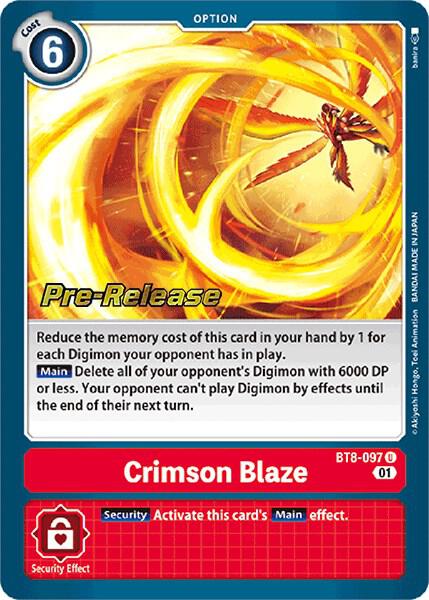 OPTION
Cost
6
banira
©Akiyoshi Hongo, Toei Animation BANDAI MADE IN JAPAN
Pre-Release
Reduce the memory cost of this card in your hand by 1 for
each Digimon your opponent has in play.
Main Delete all of your opponent's Digimon with 6000 DP
or less. Your opponent can't play Digimon by effects until
the end of their next turn.
BT8-097 U
Crimson Blaze
01
Security Activate this card's Main effect.
Security Effect